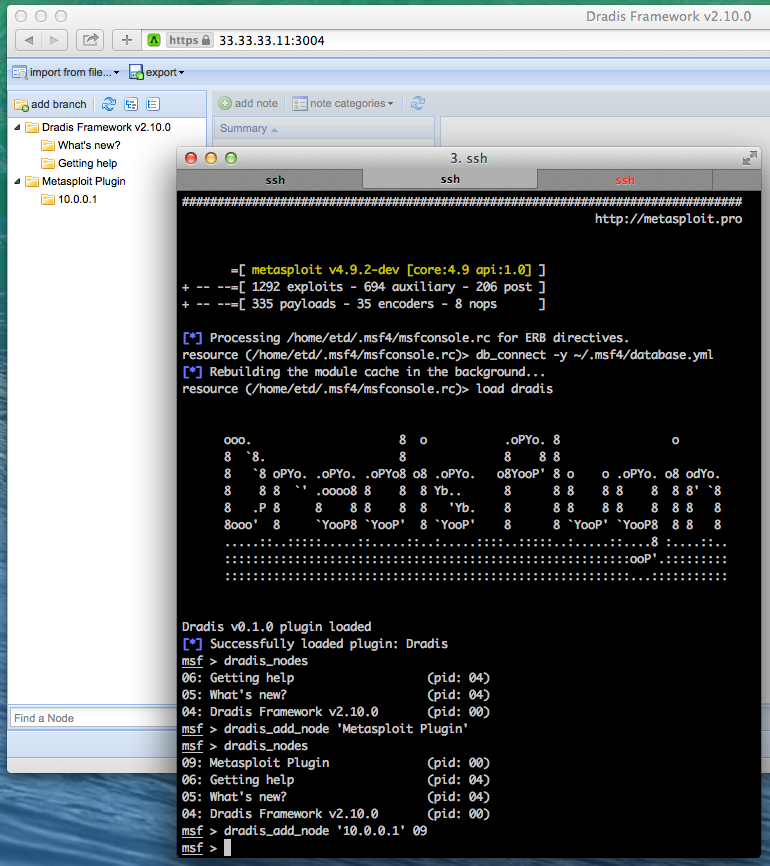 Dradis Framework v2.10.0
https 33.33.33.11:3004
import from file... export
add branch add note note categories
Summary
Dradis Framework v2.10.0
What's new?
Getting help
Metasploit Plugin
10.0.0.1
Find a Node
3. ssh
ssh ssh ssh
################################################################################
http://metasploit.pro
=[ metasploit v4.9.2-dev [core:4.9 api:1.0] ]
+ -- --=[ 1292 exploits - 694 auxiliary - 206 post ]
+ -- --=[ 335 payloads - 35 encoders - 8 nops ]
[*] Processing /home/etd/.msf4/msfconsole.rc for ERB directives.
resource (/home/etd/.msf4/msfconsole.rc)> db_connect -y ~/.msf4/database.yml
[*] Rebuilding the module cache in the background...
resource (/home/etd/.msf4/msfconsole.rc)> load dradis
ooo. 8 o .oPYo. 8 o
8 `8. 8 8 8 8
8 `8 oPYo. .oPYo. .oPYo8 o8 .oPYo. o8YooP' 8 o o .oPYo. o8 odYo.
8 8 8 `' .oooo8 8 8 8 Yb.. 8 8 8 8 8 8 8 8' `8
8 .P 8 8 8 8 8 8 'Yb. 8 8 8 8 8 8 8 8 8
8ooo' 8 `YooP8 `YooP' 8 `YooP' 8 8 `YooP' `YooP8 8 8 8
.....::..:::::.....::.....::..:.....:::..:::::..:.....::....8 :....::..
:::::::::::::::::::::::::::::::::::::::::::::::::::::::::ooP'.:::::::::
:::::::::::::::::::::::::::::::::::::::::::::::::::::::::...:::::::::::
Dradis v0.1.0 plugin loaded
[*] Successfully loaded plugin: Dradis
msf > dradis_nodes
06: Getting help (pid: 04)
05: What's new? (pid: 04)
04: Dradis Framework v2.10.0 (pid: 00)
msf > dradis_add_node 'Metasploit Plugin'
msf > dradis_nodes
09: Metasploit Plugin (pid: 00)
06: Getting help (pid: 04)
05: What's new? (pid: 04)
04: Dradis Framework v2.10.0 (pid: 00)
msf > dradis_add_node '10.0.0.1' 09
msf >